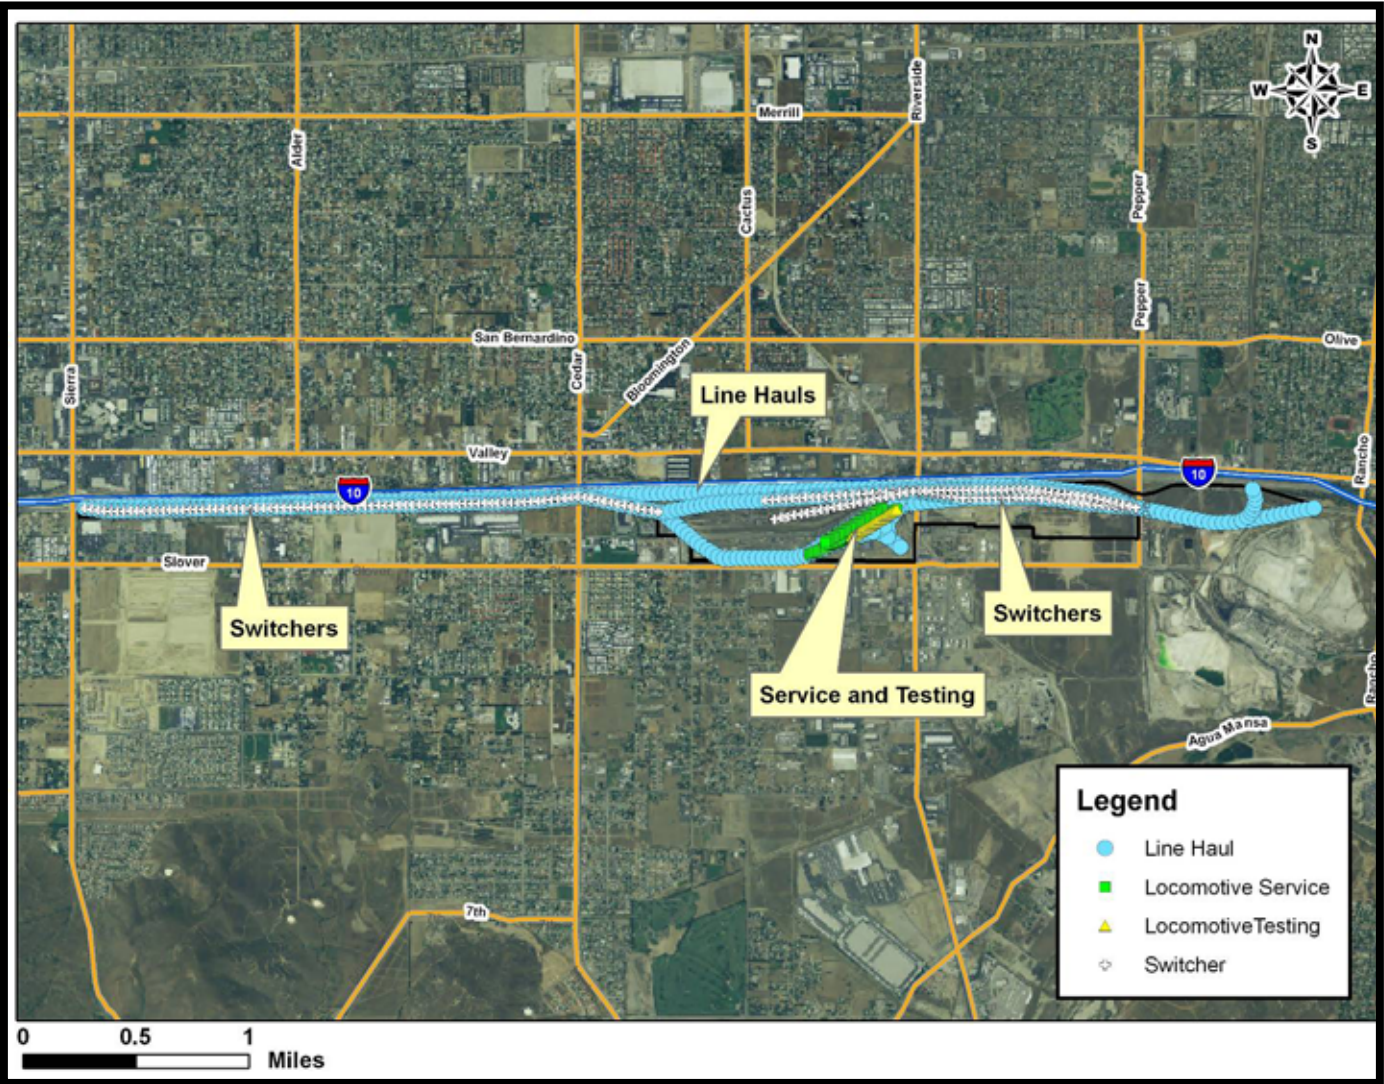 N
W E
S
Riverside
Merrill
Alder
Pepper
Cactus
Pepper
San Bernardino
Olive
Cedar
Bloomington
Sierra
Line Hauls
Valley
Rancho
10
10
Slover
Switchers
Switchers
Service and Testing
Rancho
Agua Mansa
7th
Legend
Line Haul
Locomotive Service
LocomotiveTesting
Switcher
0 0.5 1
Miles